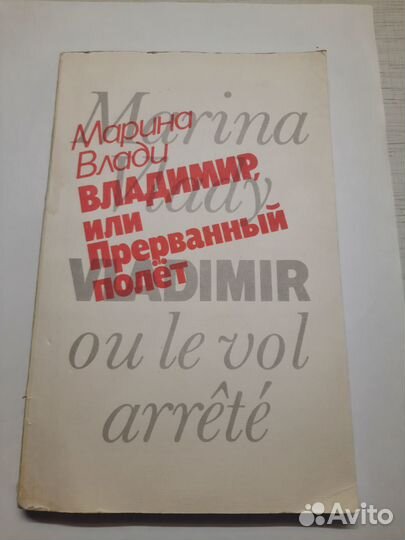 Marina
Vlady
VLADIMIR
ou le vol
arrêté
Марина
Влади
ВЛАДИМИР,
или
Прерванный
полёт
Avito